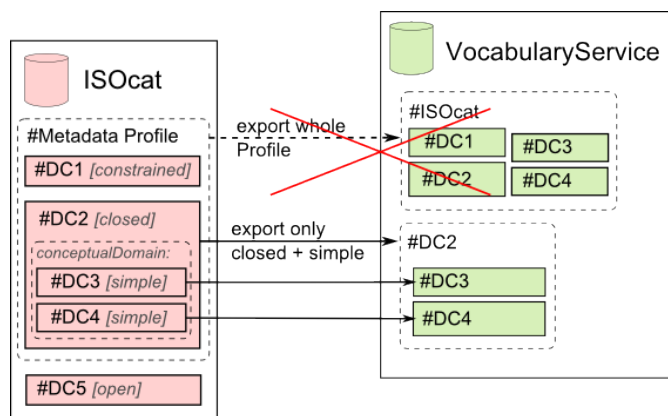 ISOcat
#Metadata Profile
#DC1 [constrained]
#DC2 [closed]
conceptualDomain:
#DC3 [simple]
#DC4 [simple]
#DC5 [open]
export whole
Profile
export only
closed + simple
VocabularyService
#ISOcat
#DC1
#DC3
#DC2
#DC4
#DC2
#DC3
#DC4